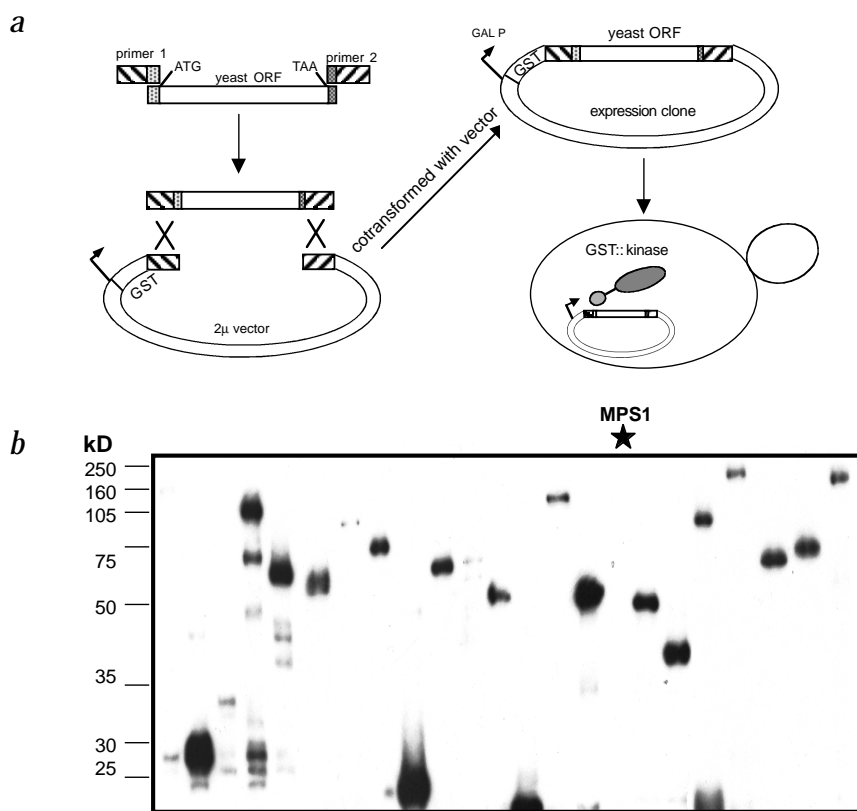 a
primer 1
primer 2
ATG
TAA
yeast ORF
GST
2μ vector
cotransformed with vector
GAL P
yeast ORF
GST
expression clone
GST::kinase
b
kD
MPS1
250
160
105
75
50
35
30
25